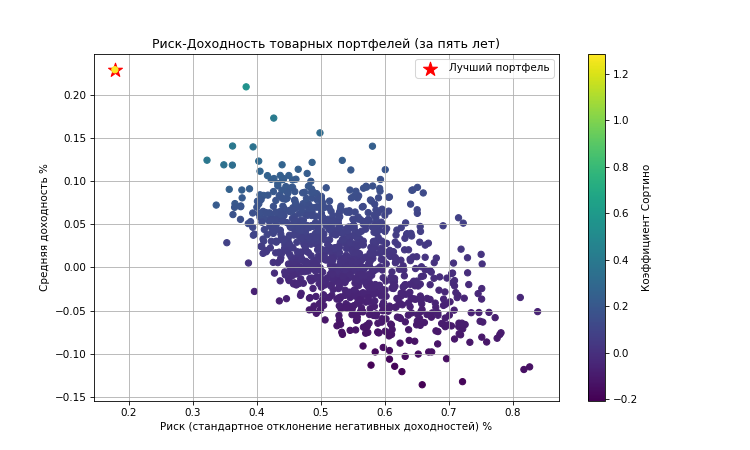 Риск-Доходность товарных портфелей (за пять лет)
Лучший портфель
Средняя доходность %
0.20
0.15
0.10
0.05
0.00
−0.05
−0.10
−0.15
0.2 0.3 0.4 0.5 0.6 0.7 0.8
Риск (стандартное отклонение негативных доходностей) %
1.2
1.0
0.8
0.6
0.4
0.2
0.0
−0.2
Коэффициент Сортино